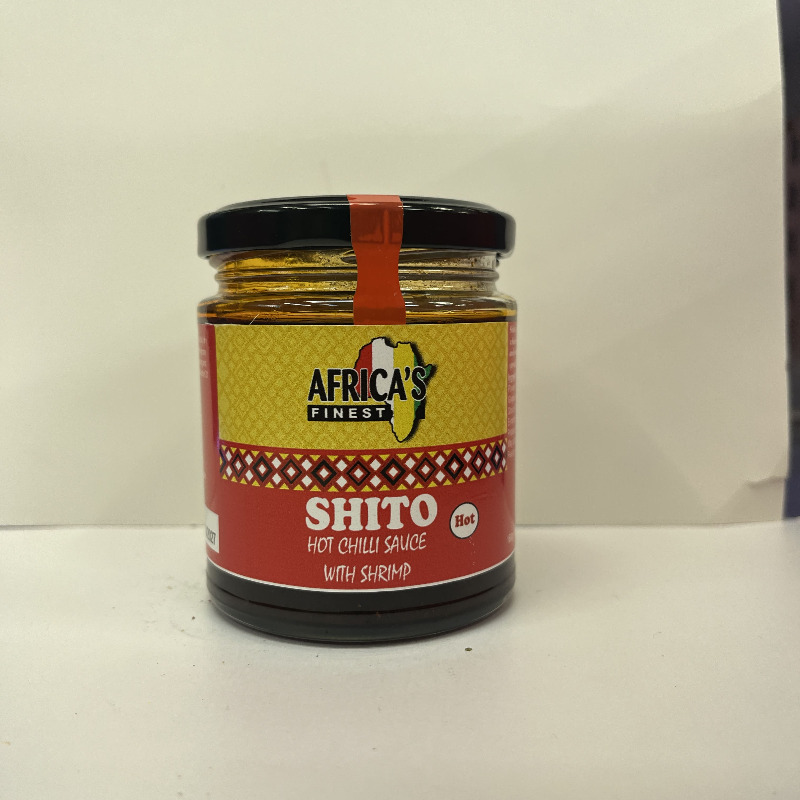 AFRICA'S
FINEST
SHITO
Hot
HOT CHILLI SAUCE
WITH SHRIMP